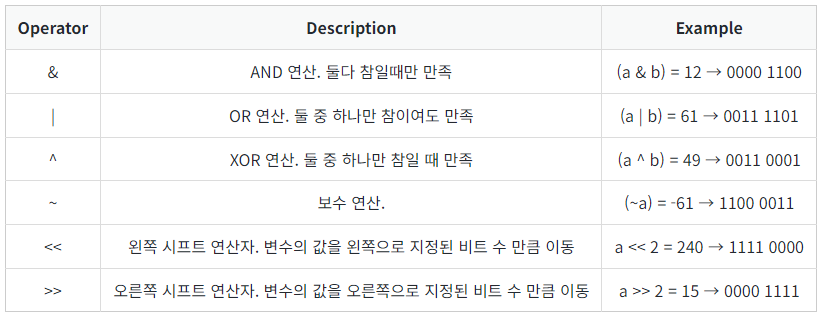 Operator Description Example
& AND 연산. 둘다 참일때만 만족 (a & b) = 12 → 0000 1100
| OR 연산. 둘 중 하나만 참이여도 만족 (a | b) = 61 → 0011 1101
^ XOR 연산. 둘 중 하나만 참일 때 만족 (a ^ b) = 49 → 0011 0001
~ 보수 연산. (~a) = -61 → 1100 0011
<< 왼쪽 시프트 연산자. 변수의 값을 왼쪽으로 지정된 비트 수 만큼 이동 a << 2 = 240 → 1111 0000
>> 오른쪽 시프트 연산자. 변수의 값을 오른쪽으로 지정된 비트 수 만큼 이동 a >> 2 = 15 → 0000 1111